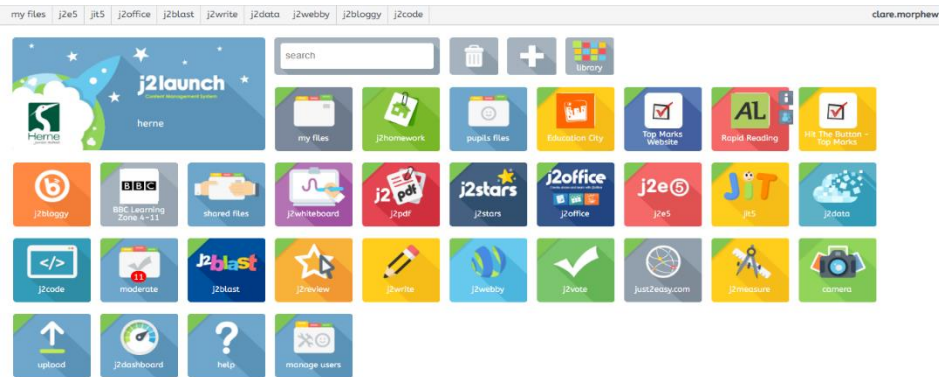 my files j2e5 jit5 j2office j2blast j2write j2data j2webby j2bloggy j2code clare.morphew
j2launch
Content Management System
herne
Herne
search
library
my files
j2homework
pupils files
Education City
Top Marks
Website
AL
Rapid Reading
Hit The Button -
Top Marks
j2bloggy
BBC
BBC Learning
Zone 4-11
shared files
j2whiteboard
j2 pdf
j2pdf
j2stars
j2stars
j2office
j2office
j2e5
j2e5
JIT
jit5
j2data
</>
j2code
11
moderate
j2blast
j2blast
j2review
j2write
j2webby
j2vote
just2easy.com
j2measure
camera
upload
j2dashboard
?
help
manage users